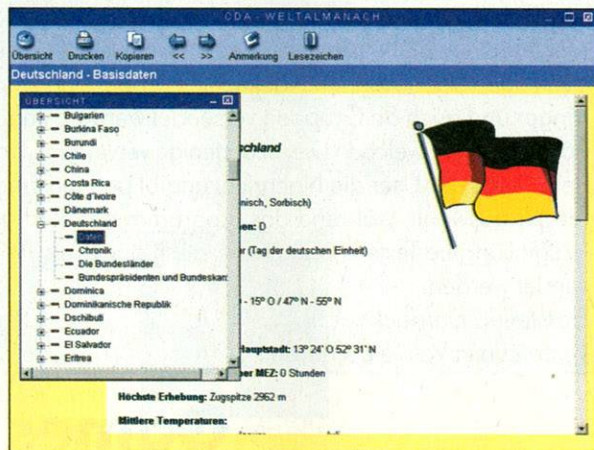 CDA - WELTALMANACH
Übersicht Drucken Kopieren << >> Anmerkung Lesezeichen
Deutschland - Basisdaten
ÜBERSICHT
Bulgarien
Burkina Faso
Burundi
Chile
China
Costa Rica
Côte d'Ivoire
Dänemark
Deutschland
Daten
Chronik
Die Bundesländer
Bundespräsidenten und Bundeskan
Dominica
Dominikanische Republik
Dschibuti
Ecuador
El Salvador
Eritrea
schland
nisch, Sorbisch)
en: D
r (Tag der deutschen Einheit)
- 15° O / 47° N - 55° N
Hauptstadt: 13° 24' O 52° 31' N
ber MEZ: 0 Stunden
Höchste Erhebung: Zugspitze 2962 m
Mittlere Temperaturen: